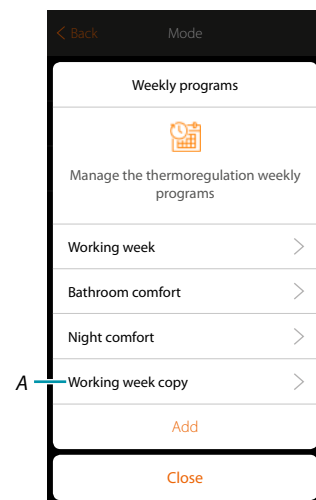 Back Mode
Weekly programs
Manage the thermoregulation weekly
programs
Working week
Bathroom comfort
Night comfort
A Working week copy
Add
Close